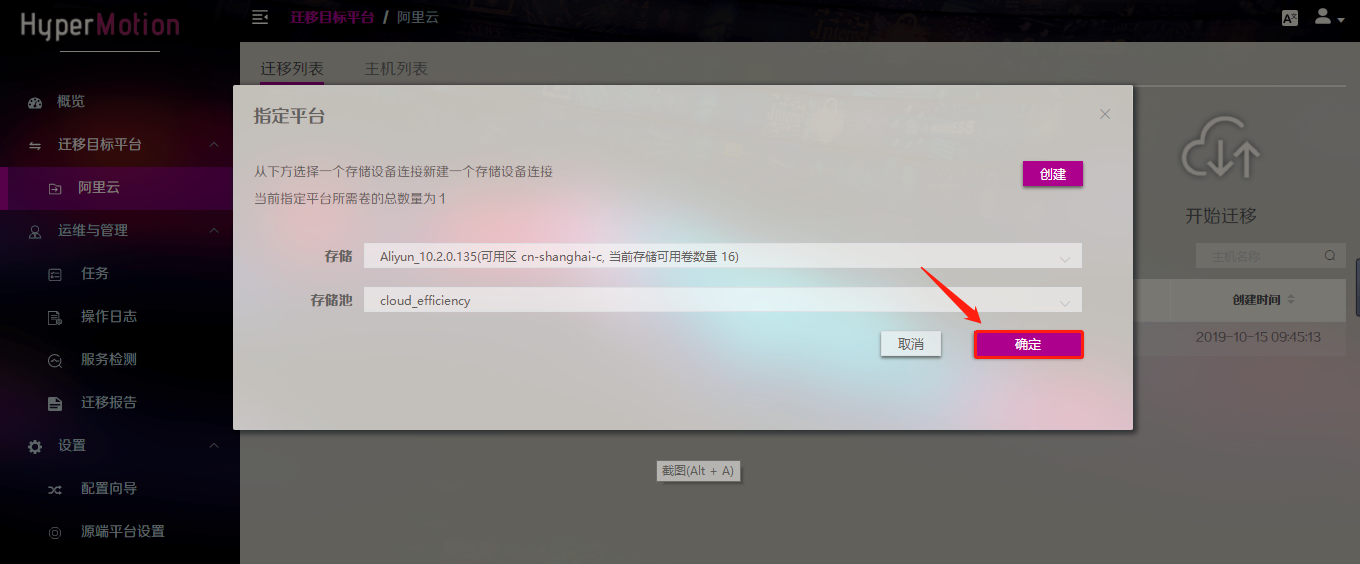 HyperMotion
迁移目标平台 / 阿里云
概览
迁移目标平台
阿里云
运维与管理
任务
操作日志
服务检测
迁移报告
设置
配置向导
源端平台设置
迁移列表 主机列表
指定平台
从下方选择一个存储设备连接新建一个存储设备连接
创建
当前指定平台所需卷的总数量为 1
存储 Aliyun_10.2.0.135(可用区 cn-shanghai-c, 当前存储可用卷数量 16)
存储池 cloud_efficiency
取消 确定
开始迁移
主机名称
创建时间
2019-10-15 09:45:13
截图(Alt + A)